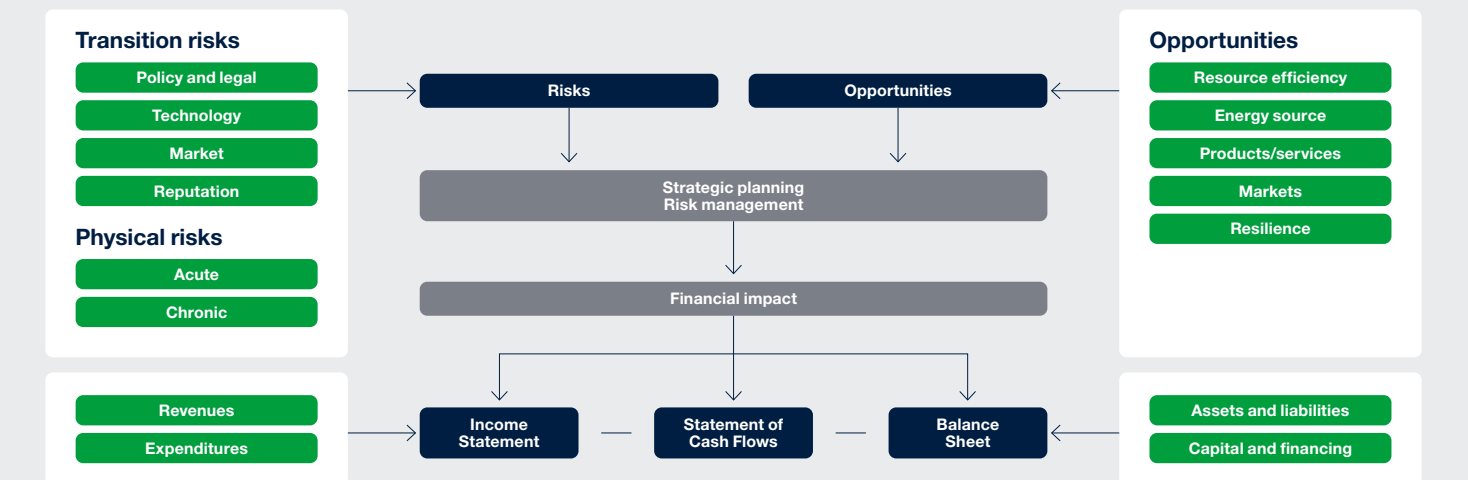 Transition risks
Policy and legal
Technology
Market
Reputation
Physical risks
Acute
Chronic
Revenues
Expenditures
Risks
Opportunities
Strategic planning
Risk management
Financial impact
Income
Statement
Statement of
Cash Flows
Balance
Sheet
Opportunities
Resource efficiency
Energy source
Products/services
Markets
Resilience
Assets and liabilities
Capital and financing